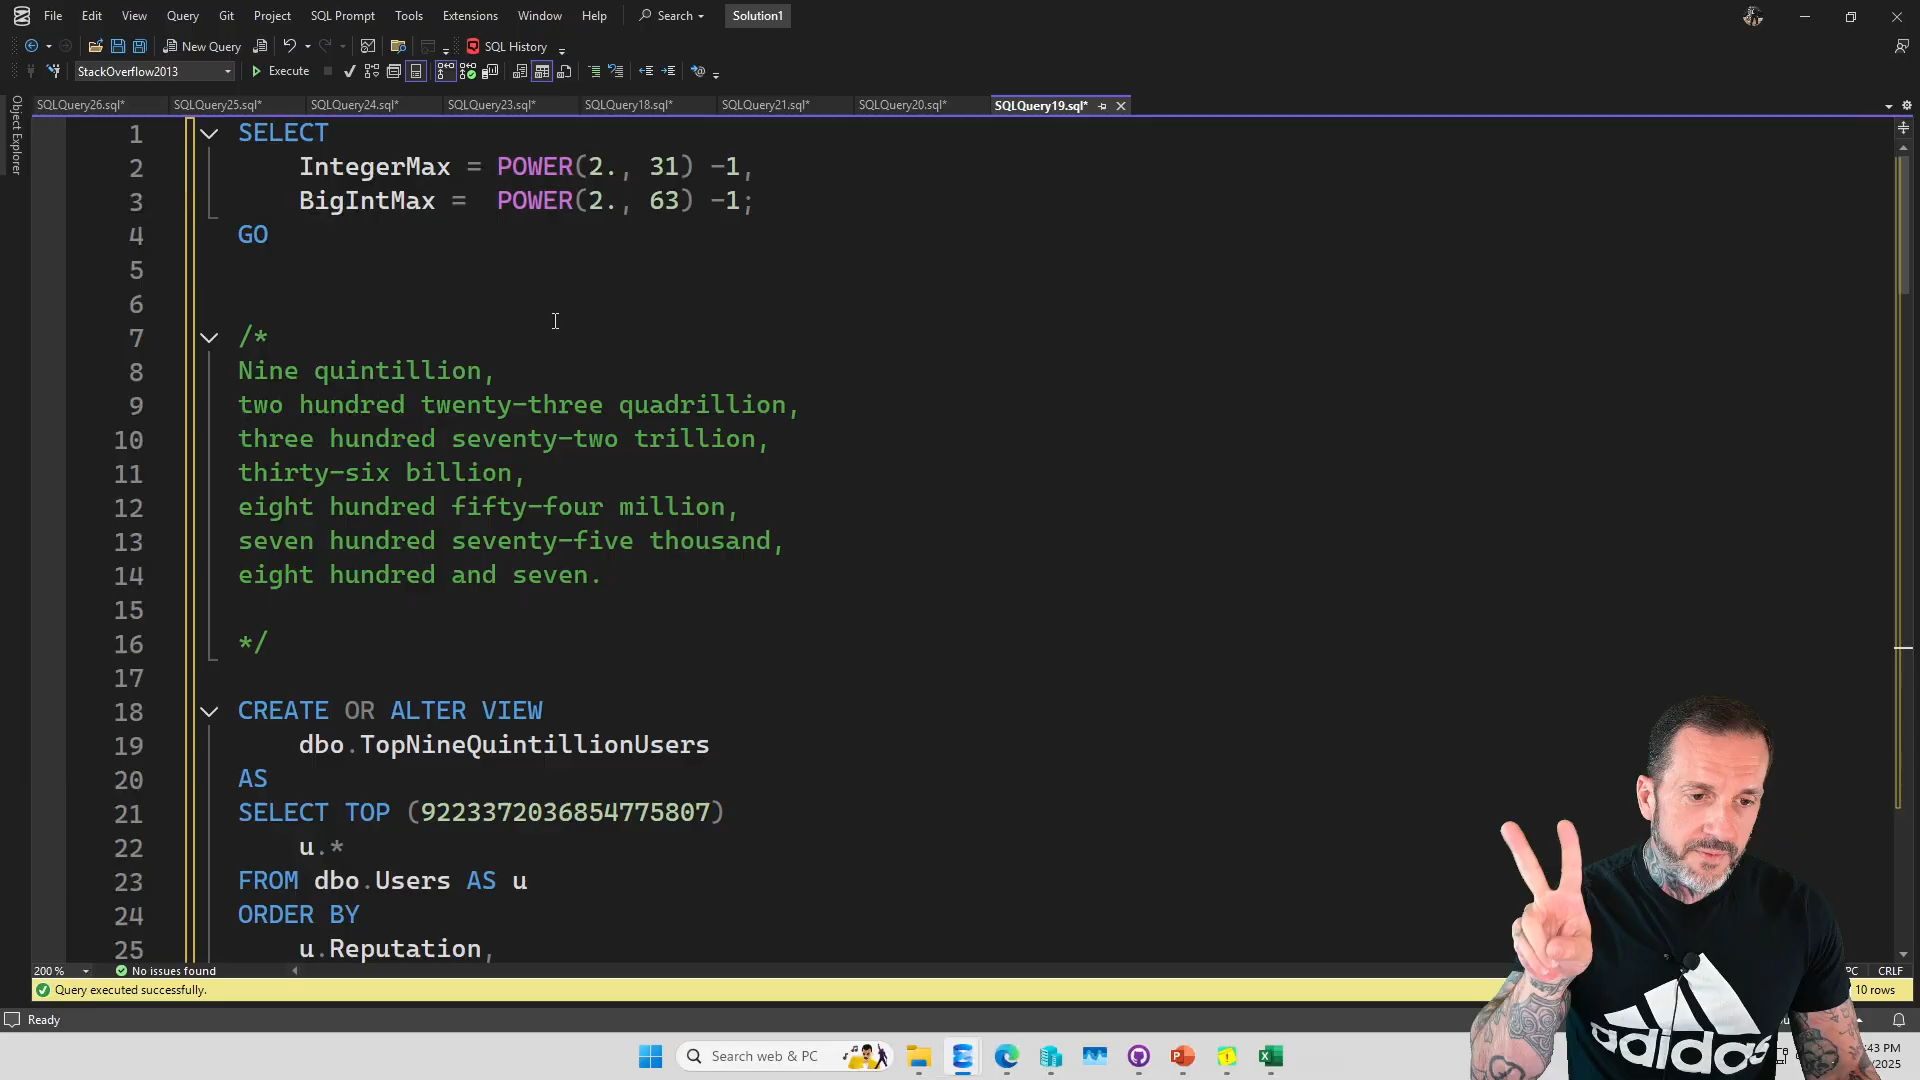 File Edit View Query Git Project SQL Prompt Tools Extensions Window Help Search Solution1
New Query SQL History
StackOverflow2013 Execute
SQLQuery26.sql* SQLQuery25.sql* SQLQuery24.sql* SQLQuery23.sql* SQLQuery18.sql* SQLQuery21.sql* SQLQuery20.sql* SQLQuery19.sql*
Object Explorer
1 SELECT
2 IntegerMax = POWER(2., 31) -1,
3 BigIntMax = POWER(2., 63) -1;
4 GO
5
6
7 /*
8 Nine quintillion,
9 two hundred twenty-three quadrillion,
10 three hundred seventy-two trillion,
11 thirty-six billion,
12 eight hundred fifty-four million,
13 seven hundred seventy-five thousand,
14 eight hundred and seven.
15
16 */
17
18 CREATE OR ALTER VIEW
19 dbo.TopNineQuintillionUsers
20 AS
21 SELECT TOP (9223372036854775807)
22 u.*
23 FROM dbo.Users AS u
24 ORDER BY
25 u.Reputation,
200 % No issues found CRLF
Query executed successfully. 10 rows
Ready
adidas
Search web & PC
:43 PM
/2025